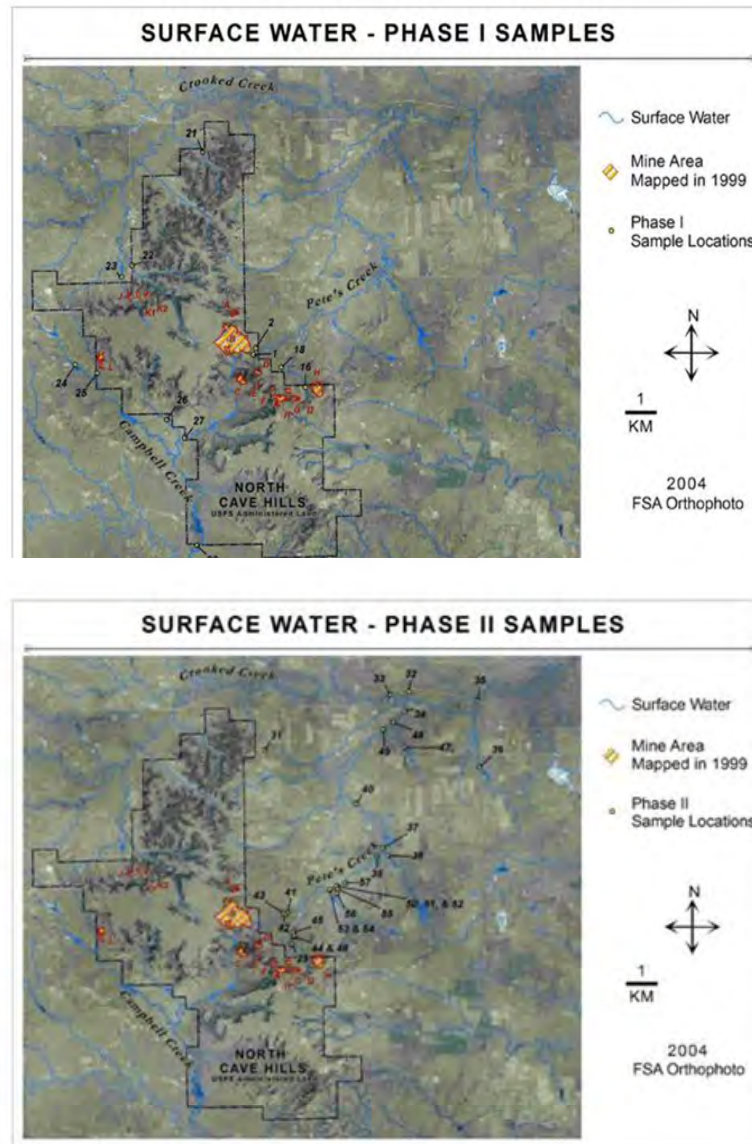 SURFACE WATER - PHASE I SAMPLES
Crooked Creek
21
Surface Water
Mine Area
Mapped in 1999
Phase I
Sample Locations
23
22
Pete's Creek
N
2
1
18
16
H
24
25
26
27
1
KM
Campbell Creek
NORTH
CAVE HILLS
USFS Administered Land
2004
FSA Orthophoto
SURFACE WATER - PHASE II SAMPLES
Crooked Creek
33
32
35
31
34
48
49
47
36
Surface Water
Mine Area
Mapped in 1999
Phase II
Sample Locations
40
37
38
Pete's Creek
57
43
41
50, 51, & 52
55
56
42
45
53 & 54
N
1
KM
Campbell Creek
NORTH
CAVE HILLS
USFS Administered Land
2004
FSA Orthophoto